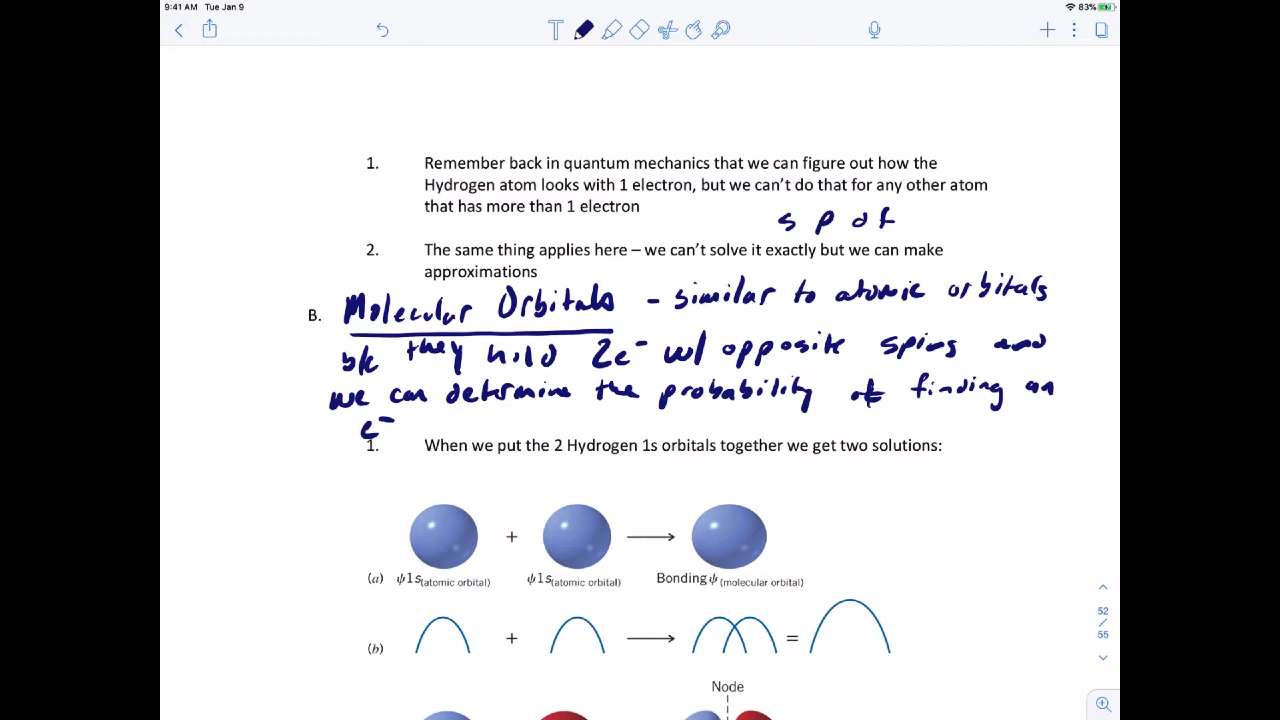 9:41 AM Tue Jan 9
83%
T
1. Remember back in quantum mechanics that we can figure out how the
Hydrogen atom looks with 1 electron, but we can't do that for any other atom
that has more than 1 electron
s p d f
2. The same thing applies here – we can't solve it exactly but we can make
approximations
B. Molecular Orbitals - similar to atomic orbitals
b/c they hold 2e⁻ w/ opposite spins and
we can determine the probability of finding an
e⁻
1. When we put the 2 Hydrogen 1s orbitals together we get two solutions:
+
(a) ψ1s(atomic orbital) ψ1s(atomic orbital) Bonding ψ (molecular orbital)
(b) + =
Node
52
/
55